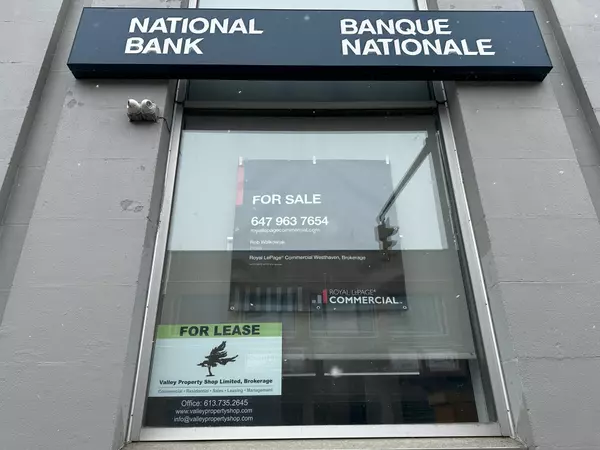 NATIONAL BANK
BANQUE NATIONALE
FOR SALE
647 963 7654
royallepagecommercial.com
Royal LePage® Commercial Westhaven, Brokerage
ROYAL LEPAGE®
COMMERCIAL
FOR LEASE
Valley Property Shop Limited, Brokerage
Commercial • Residential • Sales • Leasing • Management
Office: 613.735.2645
www.valleypropertyshop.com
info@valleypropertyshop.com